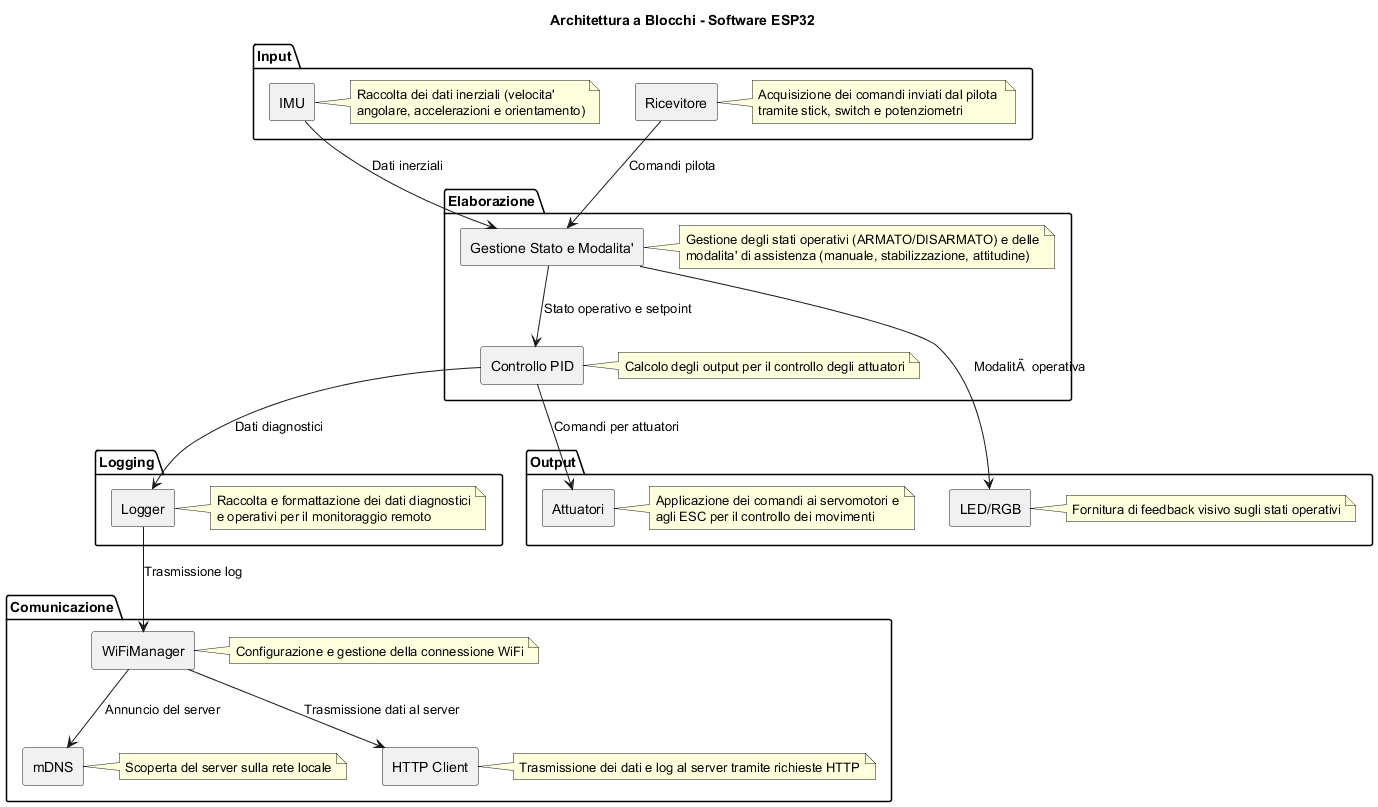 Architettura a Blocchi - Software ESP32
Input
IMU
Raccolta dei dati inerziali (velocita'
angolare, accelerazioni e orientamento)
Ricevitore
Acquisizione dei comandi inviati dal pilota
tramite stick, switch e potenziometri
Dati inerziali
Comandi pilota
Elaborazione
Gestione Stato e Modalita'
Gestione degli stati operativi (ARMATO/DISARMATO) e delle
modalita' di assistenza (manuale, stabilizzazione, attitudine)
Stato operativo e setpoint
Controllo PID
Calcolo degli output per il controllo degli attuatori
ModalitÃ  operativa
Dati diagnostici
Comandi per attuatori
Logging
Logger
Raccolta e formattazione dei dati diagnostici
e operativi per il monitoraggio remoto
Output
Attuatori
Applicazione dei comandi ai servomotori e
agli ESC per il controllo dei movimenti
LED/RGB
Fornitura di feedback visivo sugli stati operativi
Trasmissione log
Comunicazione
WiFiManager
Configurazione e gestione della connessione WiFi
Annuncio del server
Trasmissione dati al server
mDNS
Scoperta del server sulla rete locale
HTTP Client
Trasmissione dei dati e log al server tramite richieste HTTP